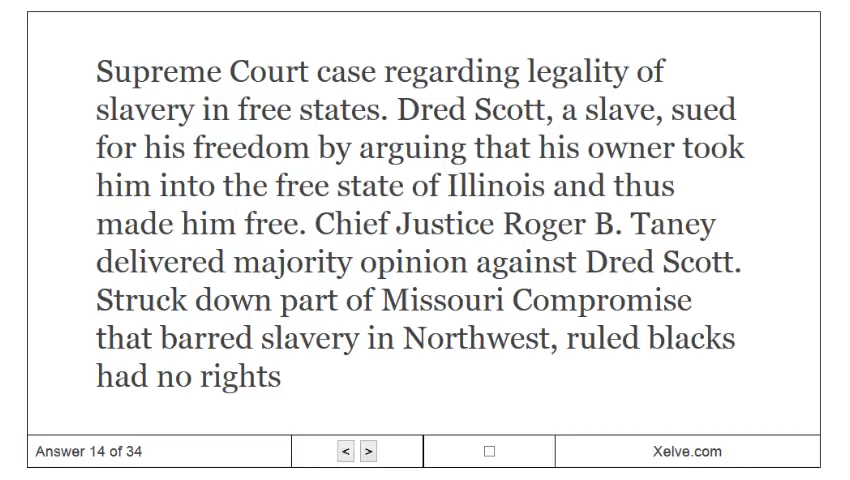 Supreme Court case regarding legality of
slavery in free states. Dred Scott, a slave, sued
for his freedom by arguing that his owner took
him into the free state of Illinois and thus
made him free. Chief Justice Roger B. Taney
delivered majority opinion against Dred Scott.
Struck down part of Missouri Compromise
that barred slavery in Northwest, ruled blacks
had no rights
Answer 14 of 34
< >
Xelve.com